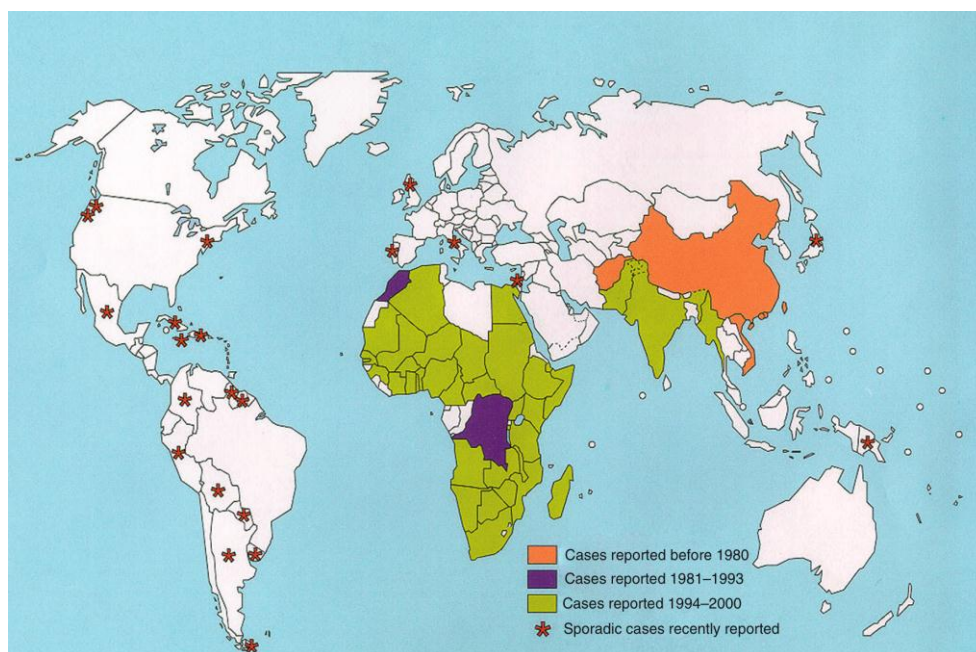 Cases reported before 1980
Cases reported 1981–1993
Cases reported 1994–2000
Sporadic cases recently reported